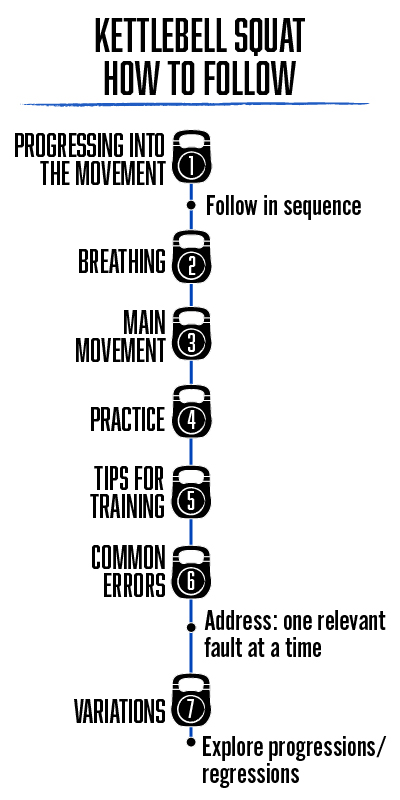 KETTLEBELL SQUAT
HOW TO FOLLOW
PROGRESSING INTO
THE MOVEMENT
1
Follow in sequence
BREATHING
2
MAIN
MOVEMENT
3
PRACTICE
4
TIPS FOR
TRAINING
5
COMMON
ERRORS
6
Address: one relevant
fault at a time
VARIATIONS
7
Explore progressions/
regressions